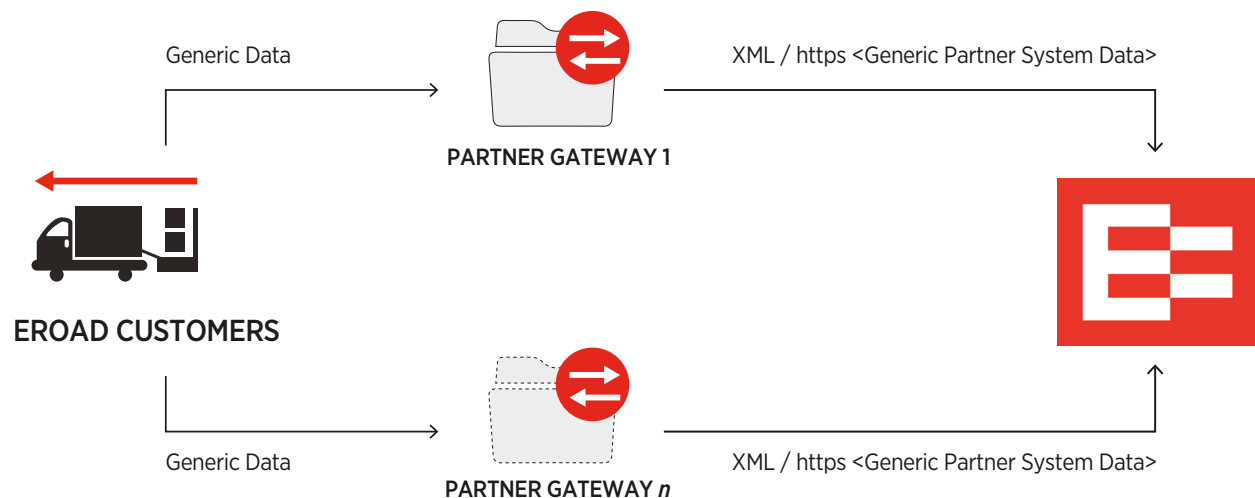 Generic Data
XML / https <Generic Partner System Data>
PARTNER GATEWAY 1
EROAD CUSTOMERS
Generic Data
XML / https <Generic Partner System Data>
PARTNER GATEWAY n